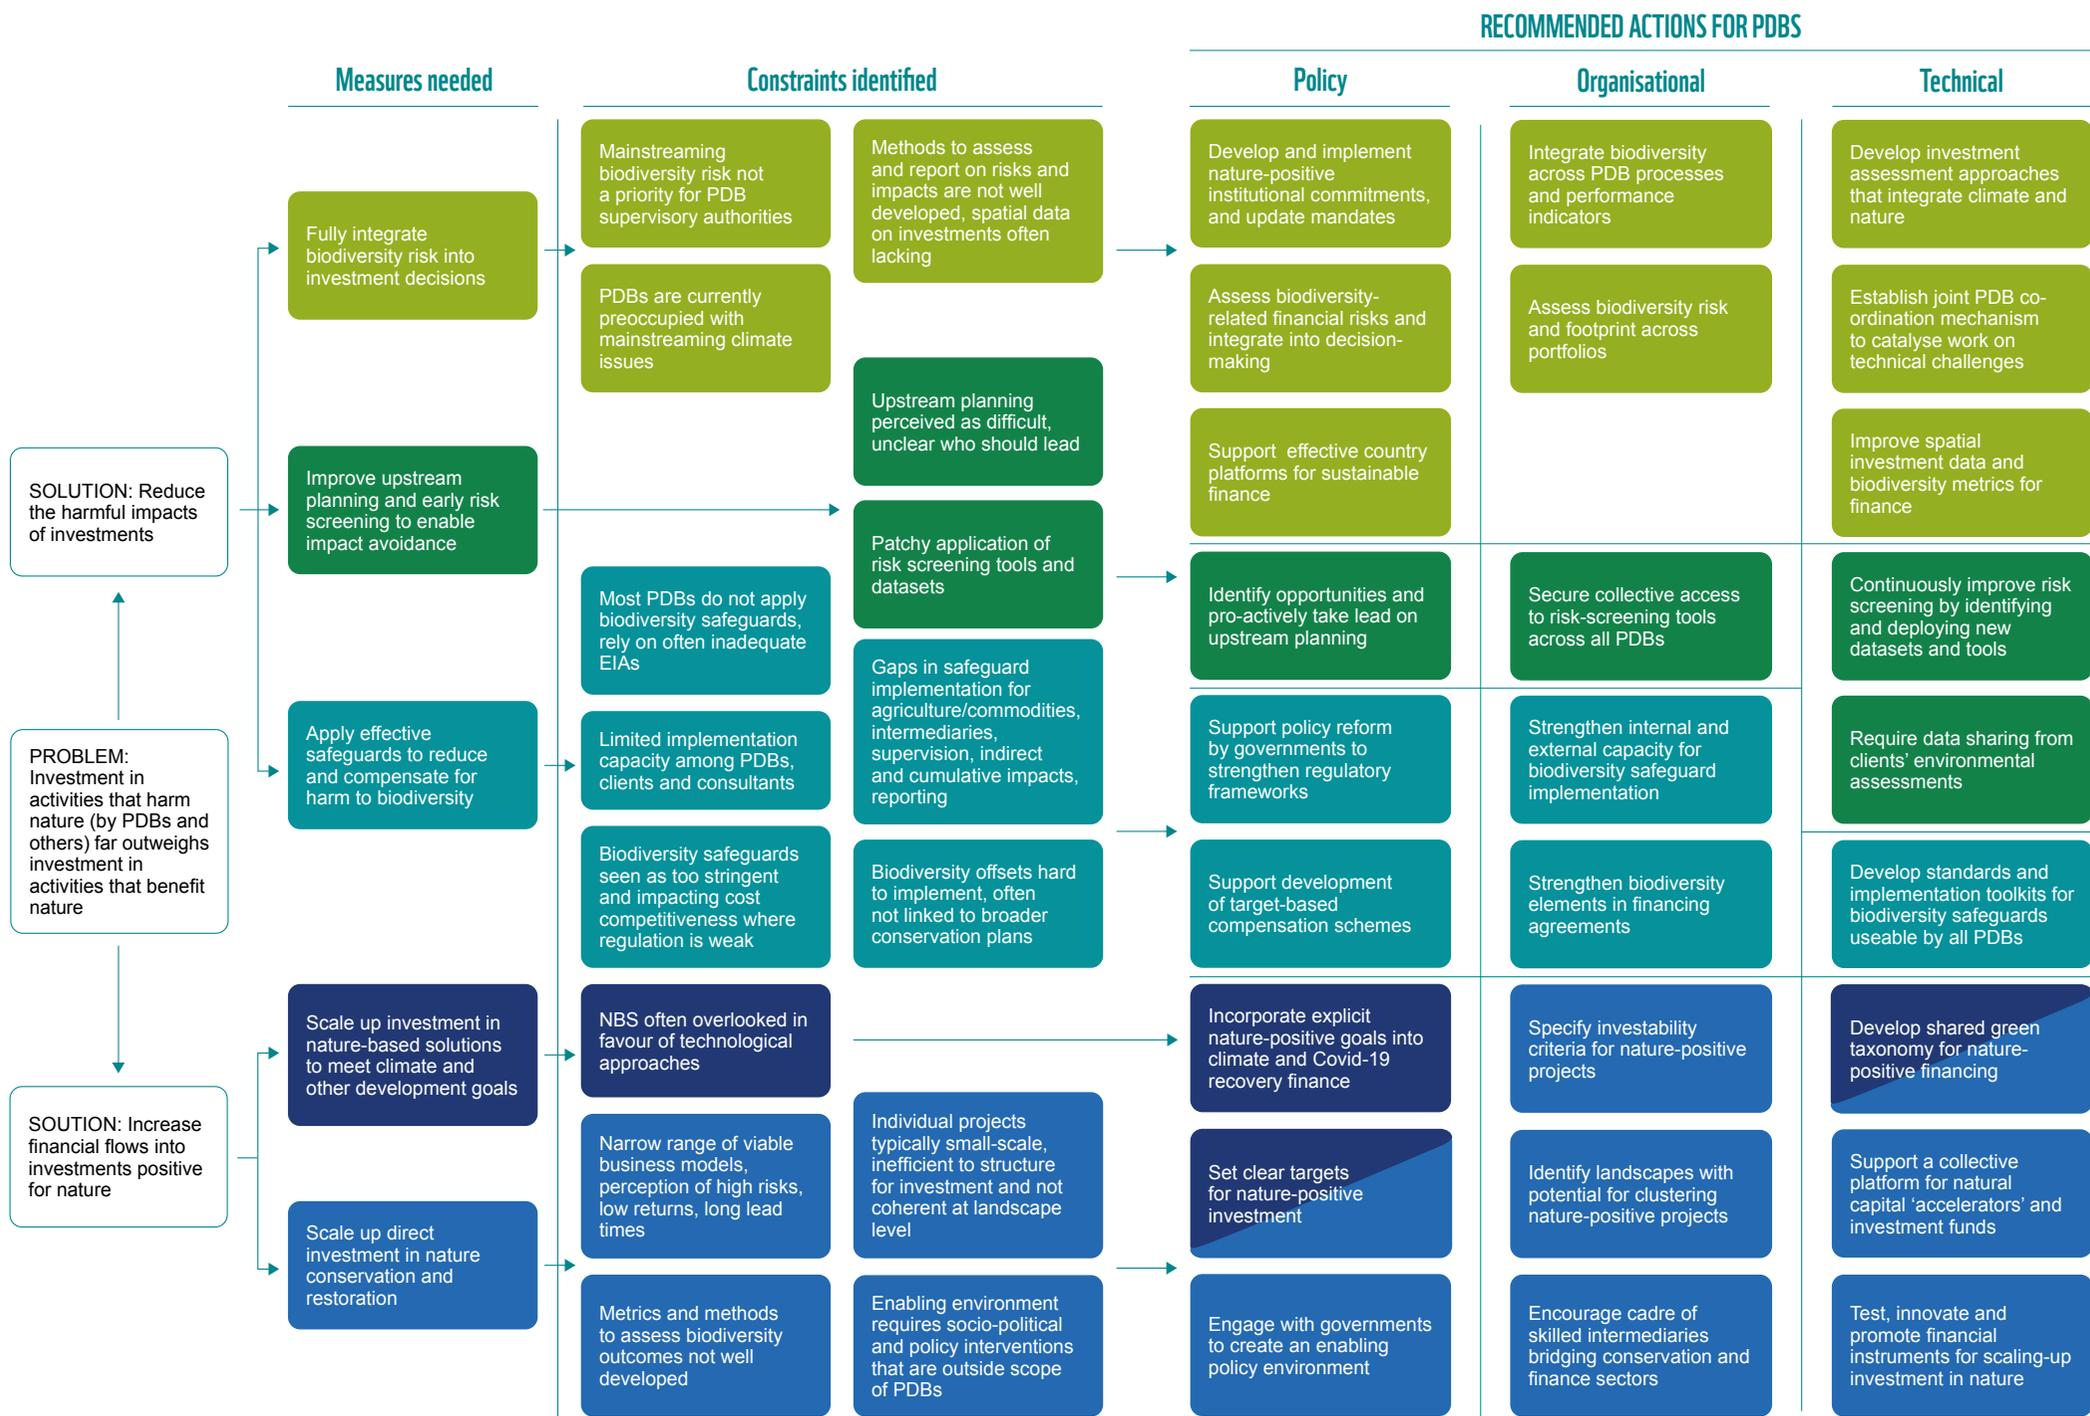 RECOMMENDED ACTIONS FOR PDBS
Measures needed
Constraints identified
Policy
Organisational
Technical
SOLUTION: Reduce
the harmful impacts
of investments
PROBLEM:
Investment in
activities that harm
nature (by PDBs and
others) far outweighs
investment in
activities that benefit
nature
SOUTION: Increase
financial flows into
investments positive
for nature
Fully integrate
biodiversity risk into
investment decisions
Improve upstream
planning and early risk
screening to enable
impact avoidance
Apply effective
safeguards to reduce
and compensate for
harm to biodiversity
Scale up investment in
nature-based solutions
to meet climate and
other development goals
Scale up direct
investment in nature
conservation and
restoration
Mainstreaming
biodiversity risk not
a priority for PDB
supervisory authorities
PDBs are currently
preoccupied with
mainstreaming climate
issues
Most PDBs do not apply
biodiversity safeguards,
rely on often inadequate
EIAs
Limited implementation
capacity among PDBs,
clients and consultants
Biodiversity safeguards
seen as too stringent
and impacting cost
competitiveness where
regulation is weak
NBS often overlooked in
favour of technological
approaches
Narrow range of viable
business models,
perception of high risks,
low returns, long lead
times
Metrics and methods
to assess biodiversity
outcomes not well
developed
Methods to assess
and report on risks and
impacts are not well
developed, spatial data
on investments often
lacking
Upstream planning
perceived as difficult,
unclear who should lead
Patchy application of
risk screening tools and
datasets
Gaps in safeguard
implementation for
agriculture/commodities,
intermediaries,
supervision, indirect
and cumulative impacts,
reporting
Biodiversity offsets hard
to implement, often
not linked to broader
conservation plans
Individual projects
typically small-scale,
inefficient to structure
for investment and not
coherent at landscape
level
Enabling environment
requires socio-political
and policy interventions
that are outside scope
of PDBs
Develop and implement
nature-positive
institutional commitments,
and update mandates
Assess biodiversity-
related financial risks and
integrate into decision-
making
Support effective country
platforms for sustainable
finance
Identify opportunities and
pro-actively take lead on
upstream planning
Support policy reform
by governments to
strengthen regulatory
frameworks
Support development
of target-based
compensation schemes
Incorporate explicit
nature-positive goals into
climate and Covid-19
recovery finance
Set clear targets
for nature-positive
investment
Engage with governments
to create an enabling
policy environment
Integrate biodiversity
across PDB processes
and performance
indicators
Assess biodiversity risk
and footprint across
portfolios
Secure collective access
to risk-screening tools
across all PDBs
Strengthen internal and
external capacity for
biodiversity safeguard
implementation
Strengthen biodiversity
elements in financing
agreements
Specify investability
criteria for nature-positive
projects
Identify landscapes with
potential for clustering
nature-positive projects
Encourage cadre of
skilled intermediaries
bridging conservation and
finance sectors
Develop investment
assessment approaches
that integrate climate and
nature
Establish joint PDB co-
ordination mechanism
to catalyse work on
technical challenges
Improve spatial
investment data and
biodiversity metrics for
finance
Continuously improve risk
screening by identifying
and deploying new
datasets and tools
Require data sharing from
clients’ environmental
assessments
Develop standards and
implementation toolkits for
biodiversity safeguards
useable by all PDBs
Develop shared green
taxonomy for nature-
positive financing
Support a collective
platform for natural
capital ‘accelerators’ and
investment funds
Test, innovate and
promote financial
instruments for scaling-up
investment in nature